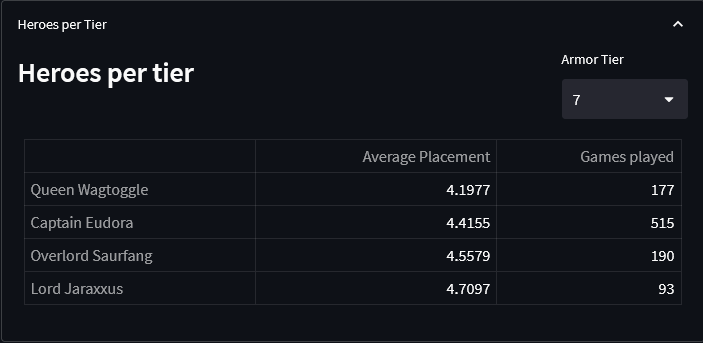 Heroes per Tier
Heroes per tier
Armor Tier
7
Average Placement Games played
Queen Wagtoggle 4.1977 177
Captain Eudora 4.4155 515
Overlord Saurfang 4.5579 190
Lord Jaraxxus 4.7097 93